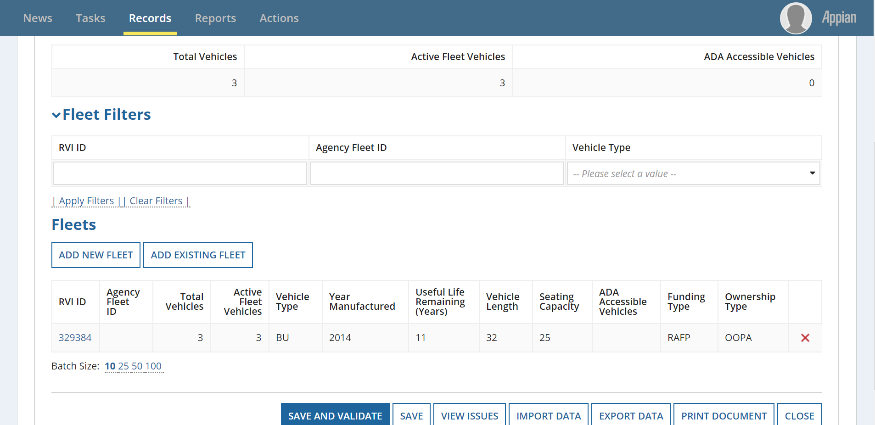 News Tasks Records Reports Actions Appian
Total Vehicles Active Fleet Vehicles ADA Accessible Vehicles
3 3 0
Fleet Filters
RVI ID Agency Fleet ID Vehicle Type
-- Please select a value --
| Apply Filters || Clear Filters |
Fleets
ADD NEW FLEET ADD EXISTING FLEET
RVI ID Agency Fleet ID Total Vehicles Active Fleet Vehicles Vehicle Type Year Manufactured Useful Life Remaining (Years) Vehicle Length Seating Capacity ADA Accessible Vehicles Funding Type Ownership Type
329384 3 3 BU 2014 11 32 25 RAFP OOPA
Batch Size: 10 25 50 100
SAVE AND VALIDATE SAVE VIEW ISSUES IMPORT DATA EXPORT DATA PRINT DOCUMENT CLOSE